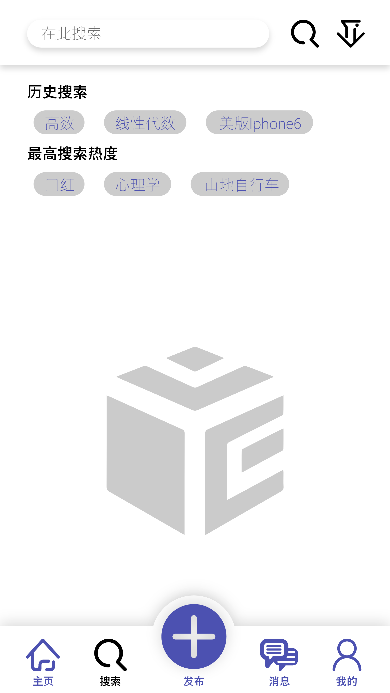 在此搜索
历史搜索
高数 线性代数 美版iphone6
最高搜索热度
口红 心理学 山地自行车
主页 搜索 发布 消息 我的